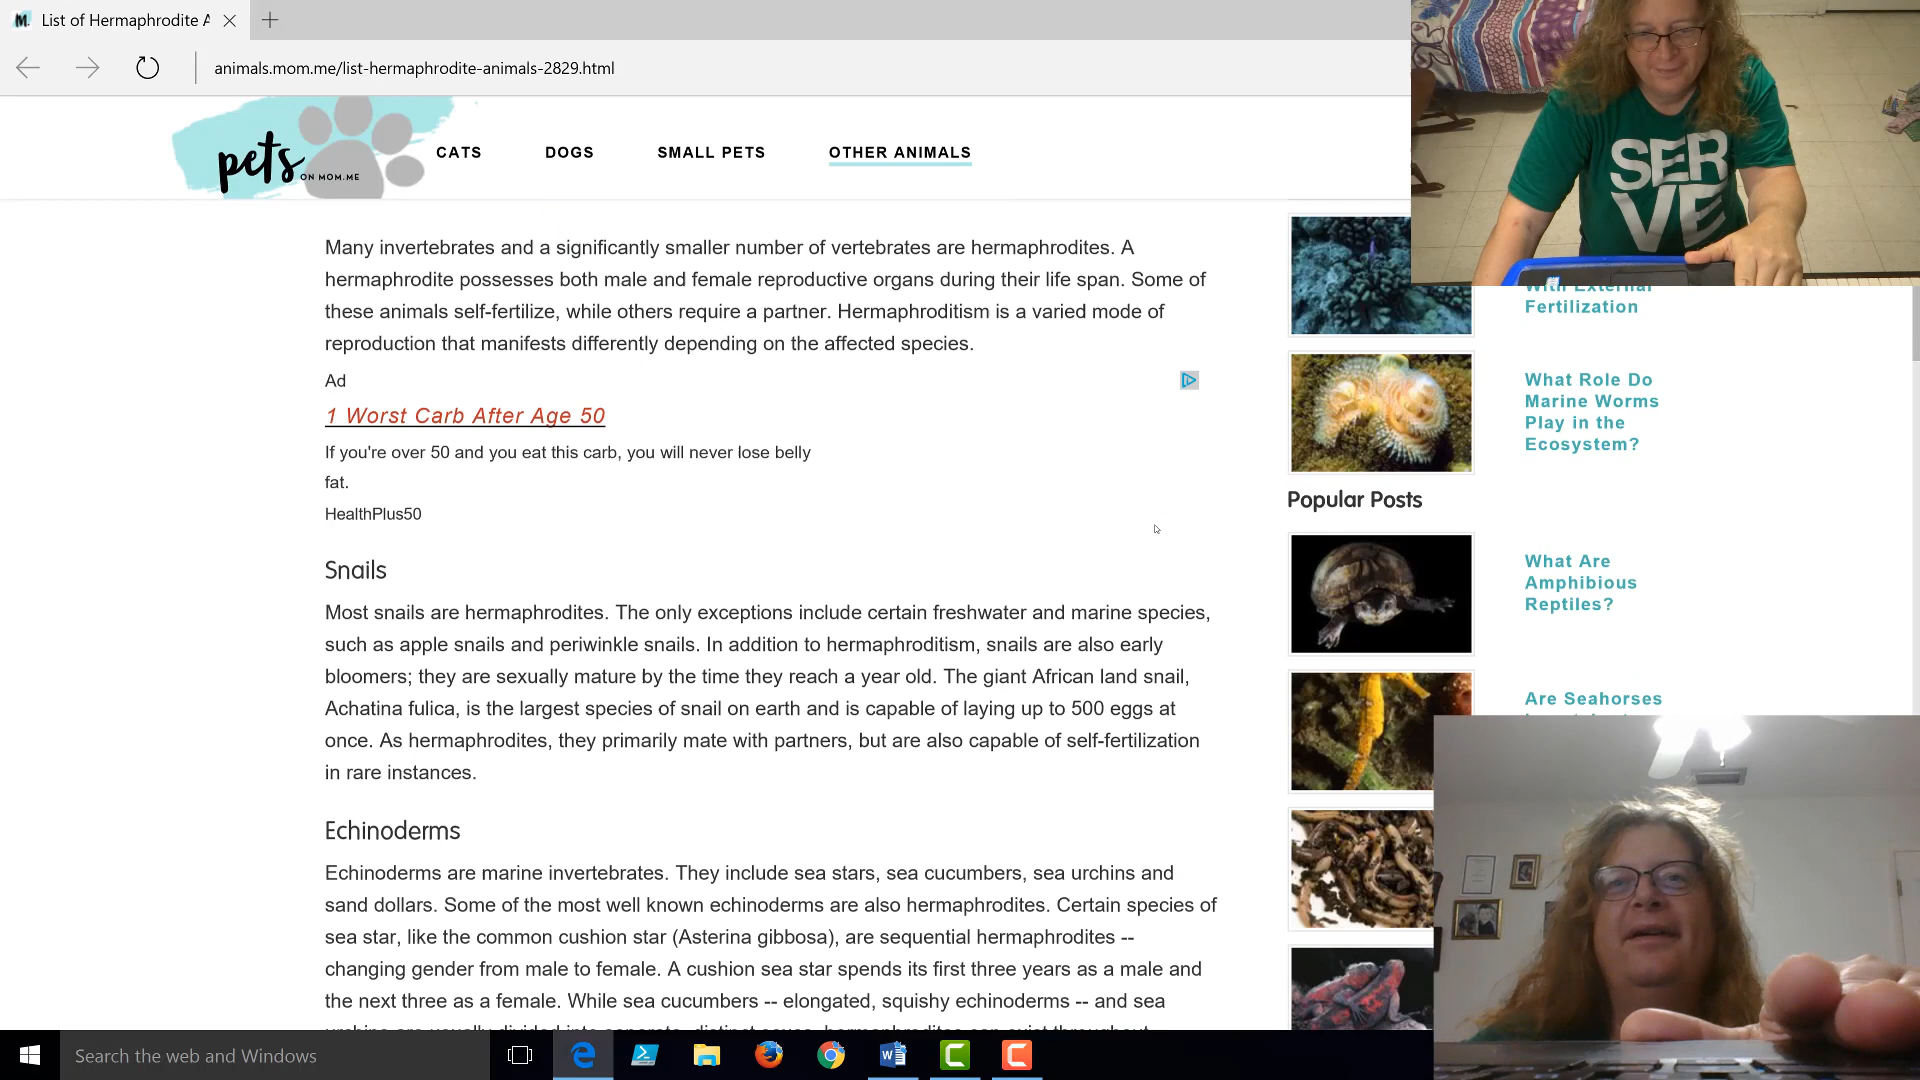 List of Hermaphrodite A
animals.mom.me/list-hermaphrodite-animals-2829.html
pets
ON MOM.ME
CATS DOGS SMALL PETS OTHER ANIMALS
SER
VE
Many invertebrates and a significantly smaller number of vertebrates are hermaphrodites. A
hermaphrodite possesses both male and female reproductive organs during their life span. Some of
these animals self-fertilize, while others require a partner. Hermaphroditism is a varied mode of
reproduction that manifests differently depending on the affected species.
Ad
1 Worst Carb After Age 50
If you're over 50 and you eat this carb, you will never lose belly
fat.
HealthPlus50
Snails
Most snails are hermaphrodites. The only exceptions include certain freshwater and marine species,
such as apple snails and periwinkle snails. In addition to hermaphroditism, snails are also early
bloomers; they are sexually mature by the time they reach a year old. The giant African land snail,
Achatina fulica, is the largest species of snail on earth and is capable of laying up to 500 eggs at
once. As hermaphrodites, they primarily mate with partners, but are also capable of self-fertilization
in rare instances.
Echinoderms
Echinoderms are marine invertebrates. They include sea stars, sea cucumbers, sea urchins and
sand dollars. Some of the most well known echinoderms are also hermaphrodites. Certain species of
sea star, like the common cushion star (Asterina gibbosa), are sequential hermaphrodites --
changing gender from male to female. A cushion sea star spends its first three years as a male and
the next three as a female. While sea cucumbers -- elongated, squishy echinoderms -- and sea
urchins are usually divided into separate, distinct sexes, hermaphrodites can exist throughout
With External
Fertilization
What Role Do
Marine Worms
Play in the
Ecosystem?
Popular Posts
What Are
Amphibious
Reptiles?
Are Seahorses
Search the web and Windows